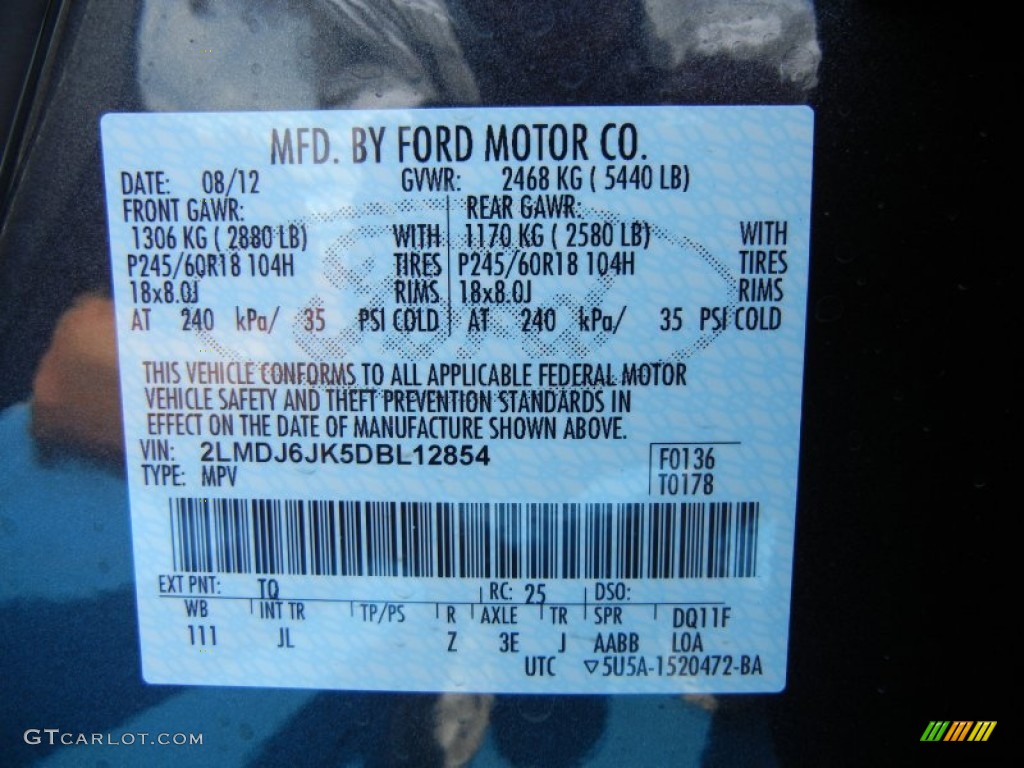 MFD. BY FORD MOTOR CO.
DATE: 08/12 GVWR: 2468 KG ( 5440 LB)
FRONT GAWR: REAR GAWR:
1306 KG ( 2880 LB) WITH 1170 KG ( 2580 LB) WITH
P245/60R18 104H TIRES P245/60R18 104H TIRES
18x8.0J RIMS 18x8.0J RIMS
AT 240 kPa/ 35 PSI COLD AT 240 kPa/ 35 PSI COLD
THIS VEHICLE CONFORMS TO ALL APPLICABLE FEDERAL MOTOR
VEHICLE SAFETY AND THEFT PREVENTION STANDARDS IN
EFFECT ON THE DATE OF MANUFACTURE SHOWN ABOVE.
VIN: 2LMDJ6JK5DBL12854 F0136
TYPE: MPV T0178
EXT PNT: TQ RC: 25 DSO:
WB INT TR TP/PS R AXLE TR SPR DQ11F
111 JL Z 3E J AABB LOA
UTC ▽5U5A-1520472-BA
GTCARLOT.COM